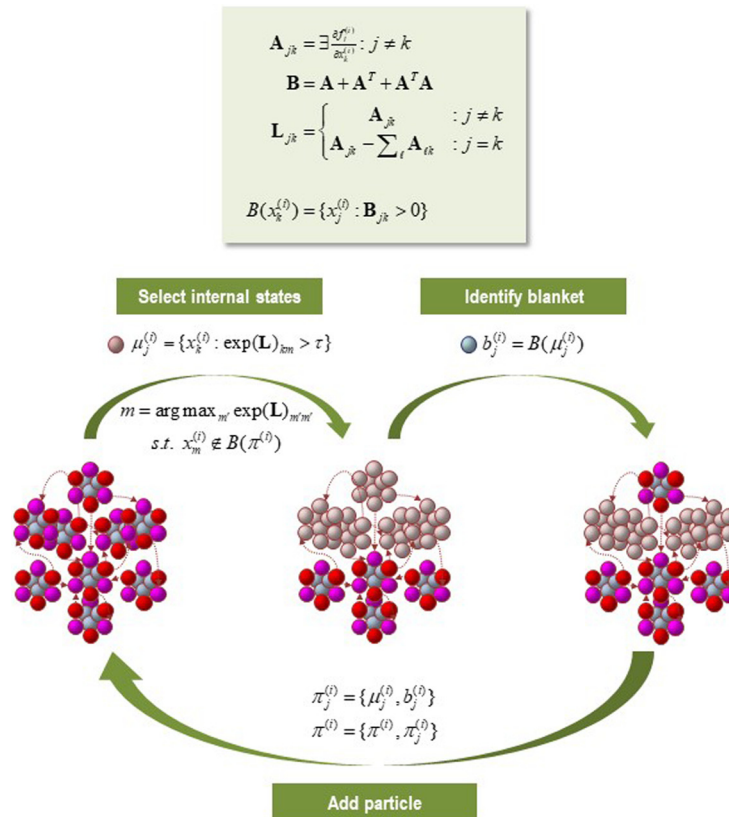 A_{jk} = ∃ ∂f_j^{(i)}/∂x_k^{(i)} : j ≠ k
B = A + A^T + A^T A
L_{jk} = { A_{jk} : j ≠ k
A_{jk} − ∑_ℓ A_{ℓk} : j = k
B(x_k^{(i)}) = {x_j^{(i)} : B_{jk} > 0}
Select internal states
Identify blanket
μ_j^{(i)} = {x_k^{(i)} : exp(L)_{km} > τ}
b_j^{(i)} = B(μ_j^{(i)})
m = arg max_{m'} exp(L)_{m'm'}
s.t. x_m^{(i)} ∉ B(π^{(i)})
π_j^{(i)} = {μ_j^{(i)}, b_j^{(i)}}
π^{(i)} = {π^{(i)}, π_j^{(i)}}
Add particle